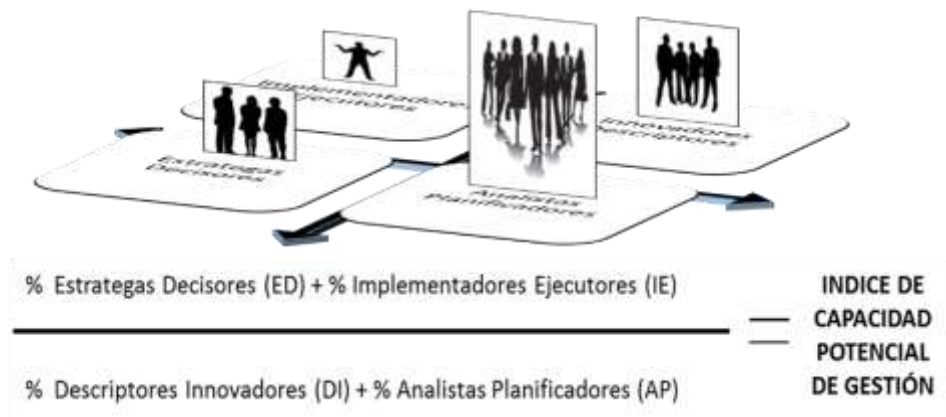 Implementadores
Ejecutores
Innovadores
Descriptores
Estrategas
Decisores
Analistas
Planificadores
% Estrategas Decisores (ED) + % Implementadores Ejecutores (IE)
% Descriptores Innovadores (DI) + % Analistas Planificadores (AP)
INDICE DE
CAPACIDAD
POTENCIAL
DE GESTIÓN